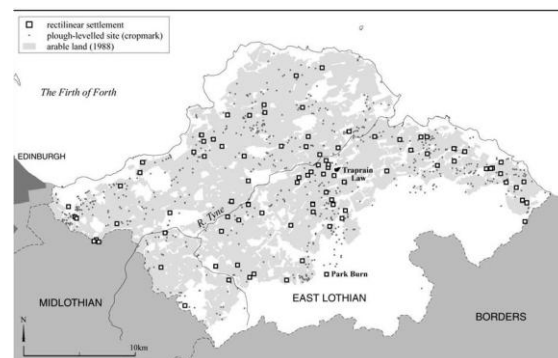 rectilinear settlement
plough-levelled site (cropmark)
arable land (1988)
The Firth of Forth
EDINBURGH
Traprain
Law
R. Tyne
Park Burn
MIDLOTHIAN
EAST LOTHIAN
BORDERS
N
10km